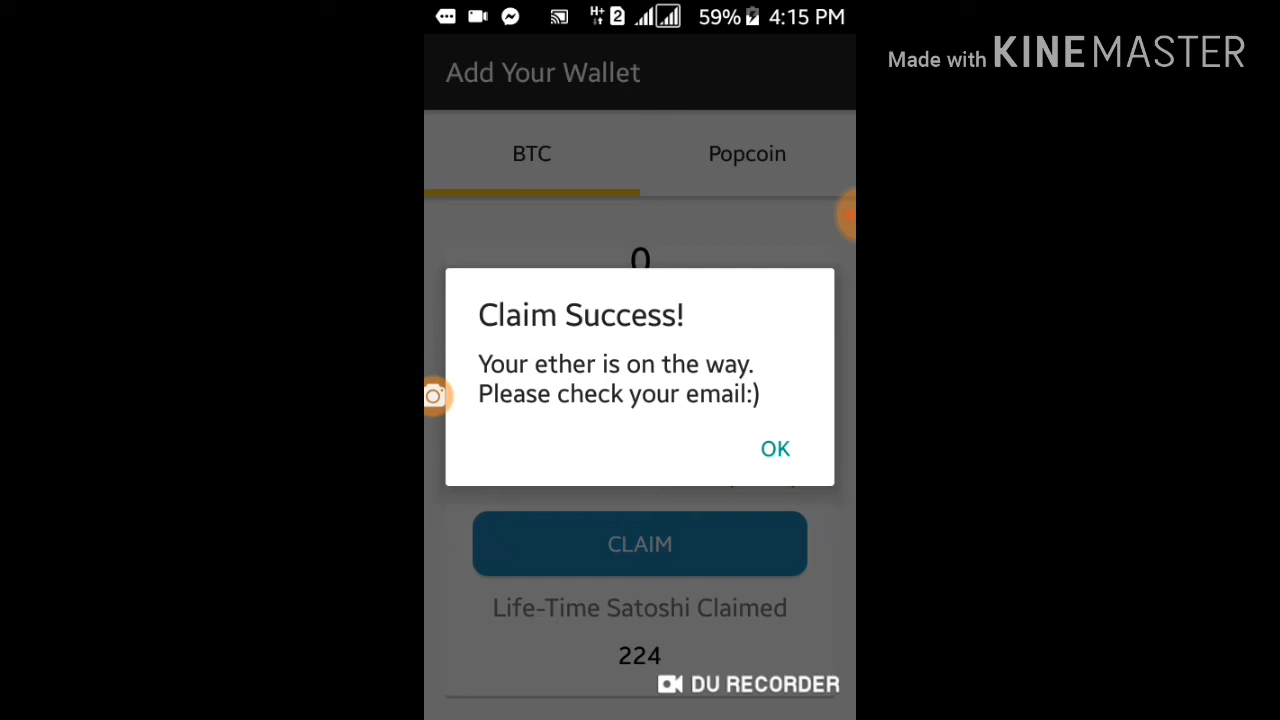 59% 4:15 PM
Made with KINEMASTER
Add Your Wallet
BTC
Popcoin
0
Claim Success!
Your ether is on the way.
Please check your email:)
OK
CLAIM
Life-Time Satoshi Claimed
224
DU RECORDER